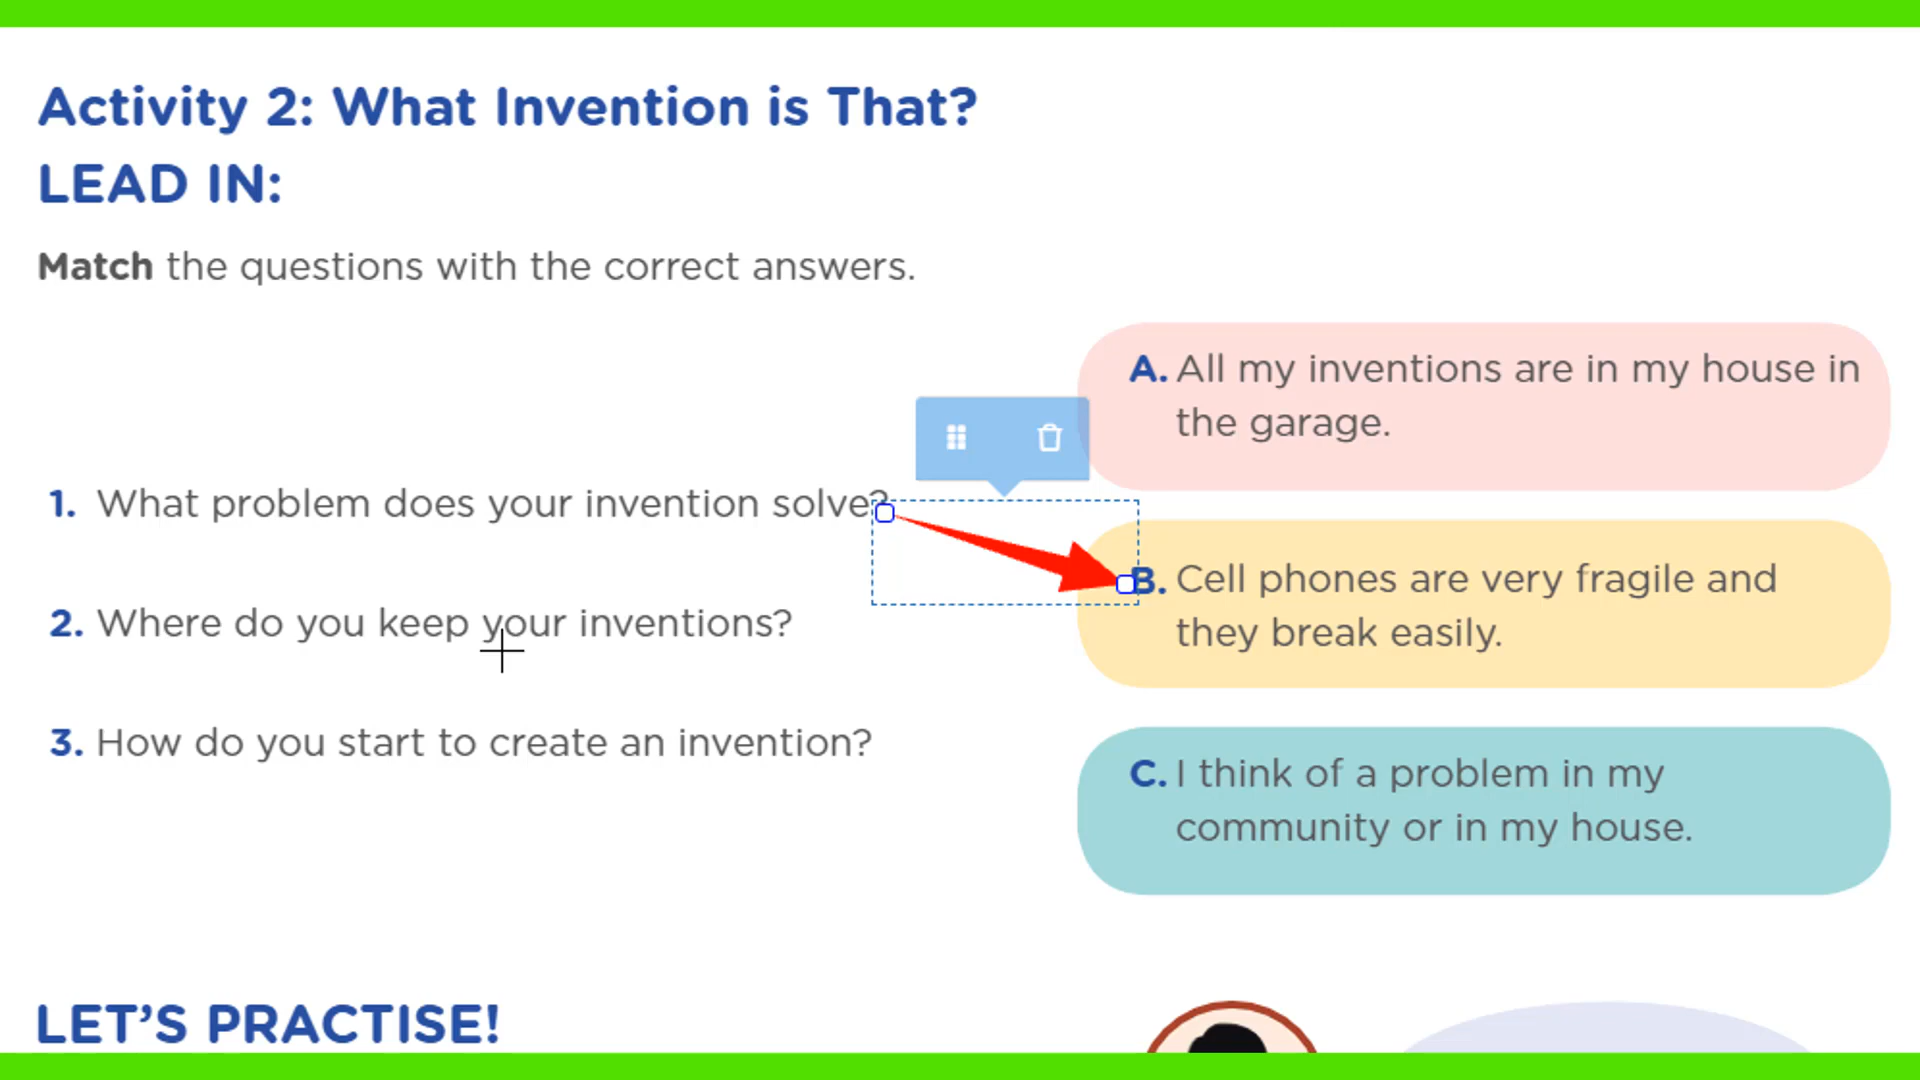 Activity 2: What Invention is That?
LEAD IN:
Match the questions with the correct answers.
1. What problem does your invention solve?
2. Where do you keep your inventions?
3. How do you start to create an invention?
A. All my inventions are in my house in
the garage.
B. Cell phones are very fragile and
they break easily.
C. I think of a problem in my
community or in my house.
LET'S PRACTISE!